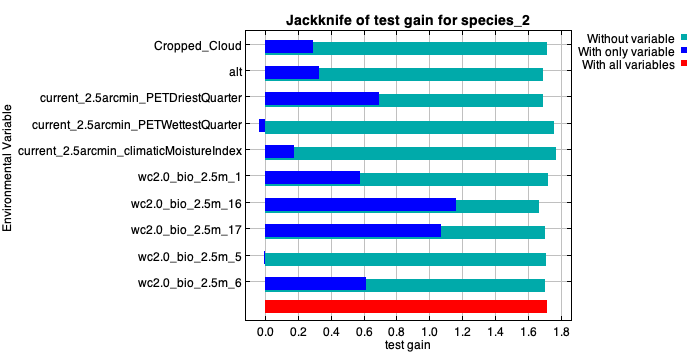 Jackknife of test gain for species_2
Without variable
With only variable
With all variables
Environmental Variable
Cropped_Cloud
alt
current_2.5arcmin_PETDriestQuarter
current_2.5arcmin_PETWettestQuarter
current_2.5arcmin_climaticMoistureIndex
wc2.0_bio_2.5m_1
wc2.0_bio_2.5m_16
wc2.0_bio_2.5m_17
wc2.0_bio_2.5m_5
wc2.0_bio_2.5m_6
0.0 0.2 0.4 0.6 0.8 1.0 1.2 1.4 1.6 1.8
test gain